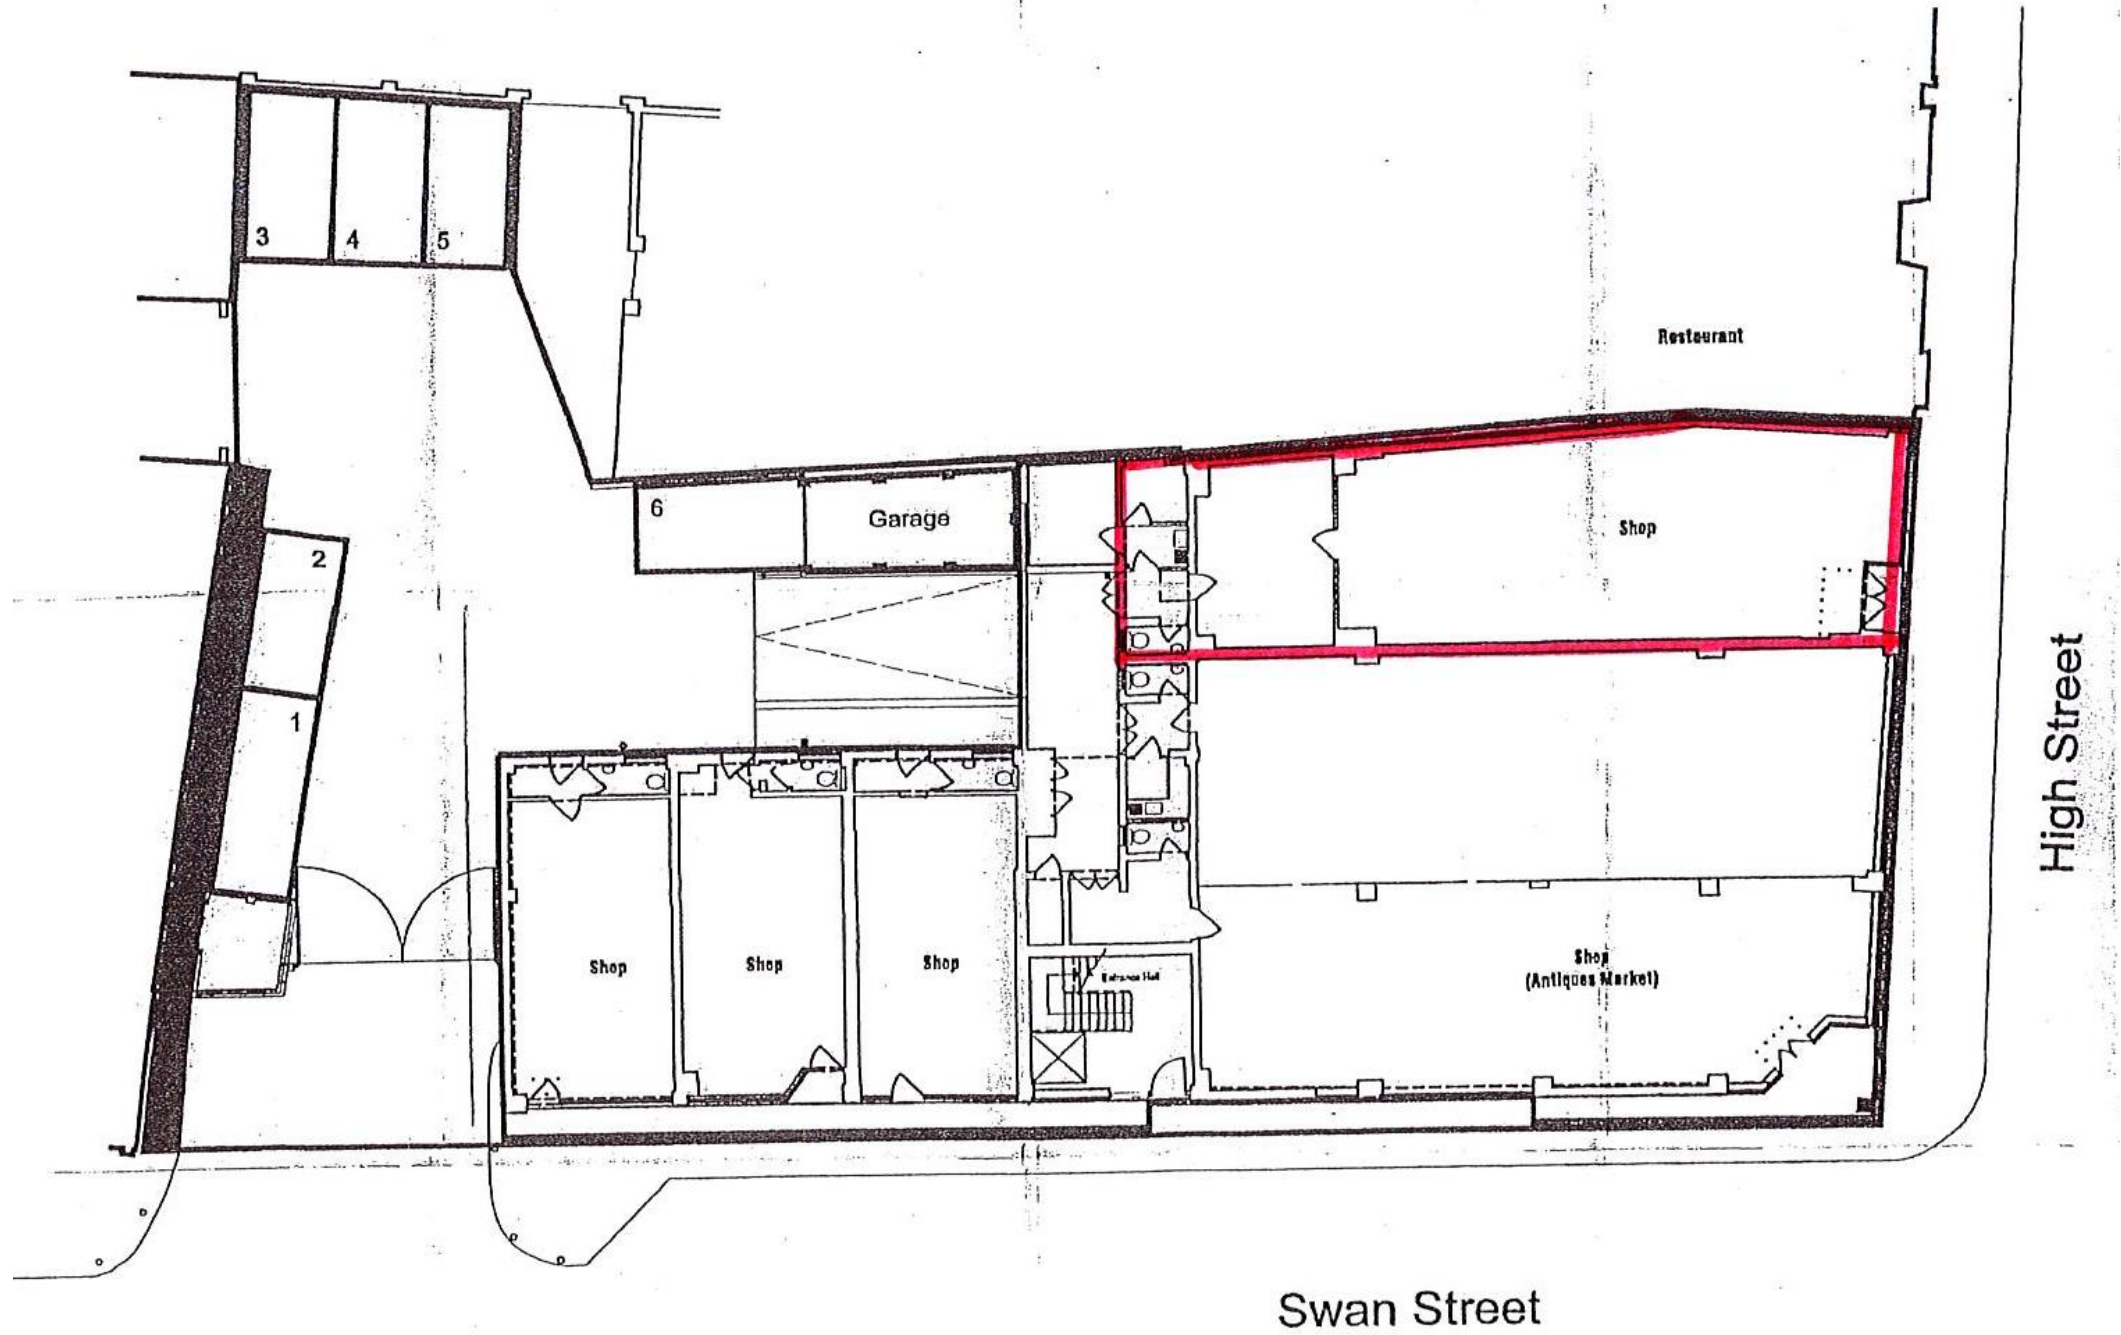 3
4
5
Restaurant
6
Garage
Shop
2
1
High Street
Shop
Shop
Shop
Shop
(Antiques Market)
Entrance Hall
Swan Street